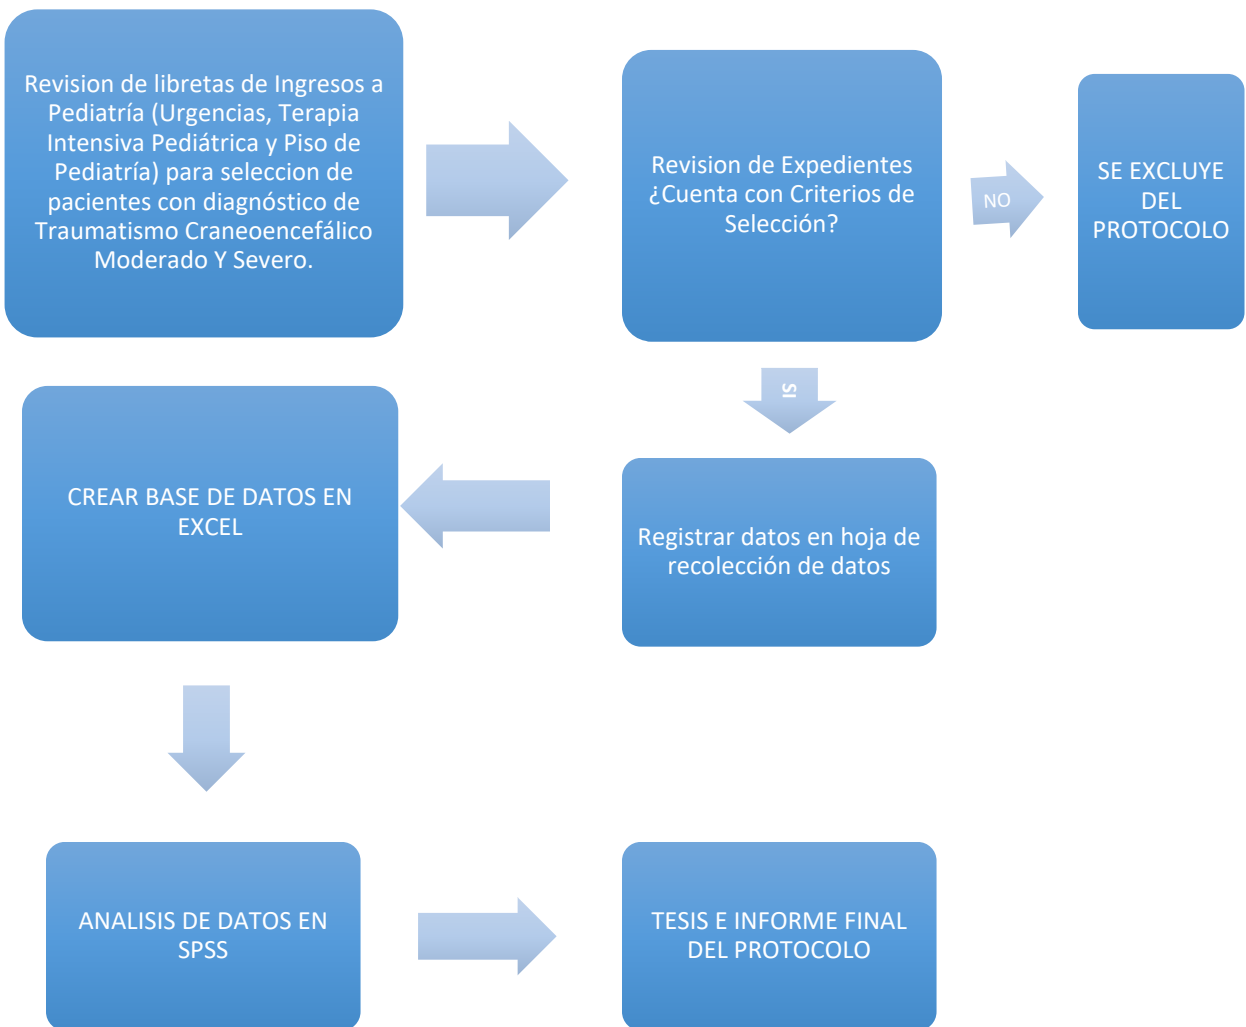 Revision de libretas de Ingresos a
Pediatría (Urgencias, Terapia
Intensiva Pediátrica y Piso de
Pediatría) para seleccion de
pacientes con diagnóstico de
Traumatismo Craneoencefálico
Moderado Y Severo.
Revision de Expedientes
¿Cuenta con Criterios de
Selección?
NO
SE EXCLUYE
DEL
PROTOCOLO
SI
Registrar datos en hoja de
recolección de datos
CREAR BASE DE DATOS EN
EXCEL
ANALISIS DE DATOS EN
SPSS
TESIS E INFORME FINAL
DEL PROTOCOLO